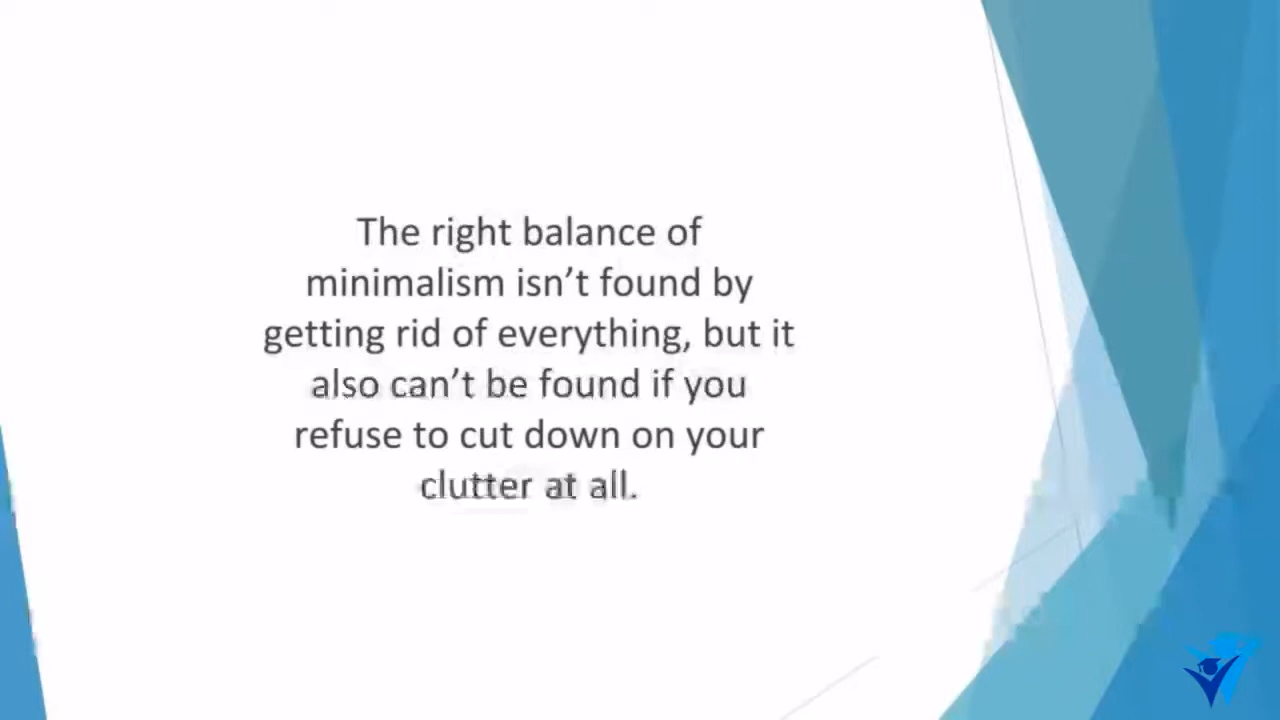 The right balance of
minimalism isn’t found by
getting rid of everything, but it
also can’t be found if you
refuse to cut down on your
clutter at all.